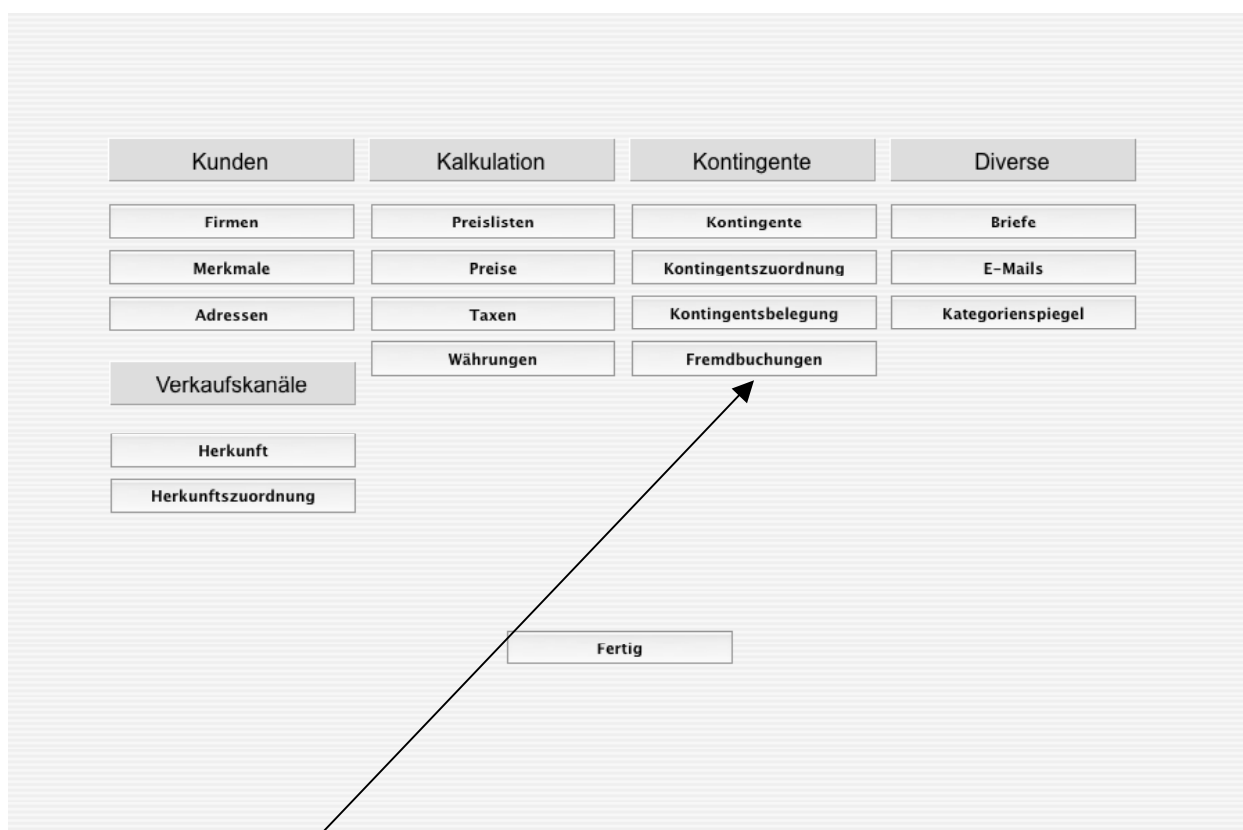 Kunden
Firmen
Merkmale
Adressen
Verkaufskanäle
Herkunft
Herkunftszuordnung
Kalkulation
Preislisten
Preise
Taxen
Währungen
Kontingente
Kontingente
Kontingentszuordnung
Kontingentsbelegung
Fremdbuchungen
Diverse
Briefe
E-Mails
Kategorienspiegel
Fertig